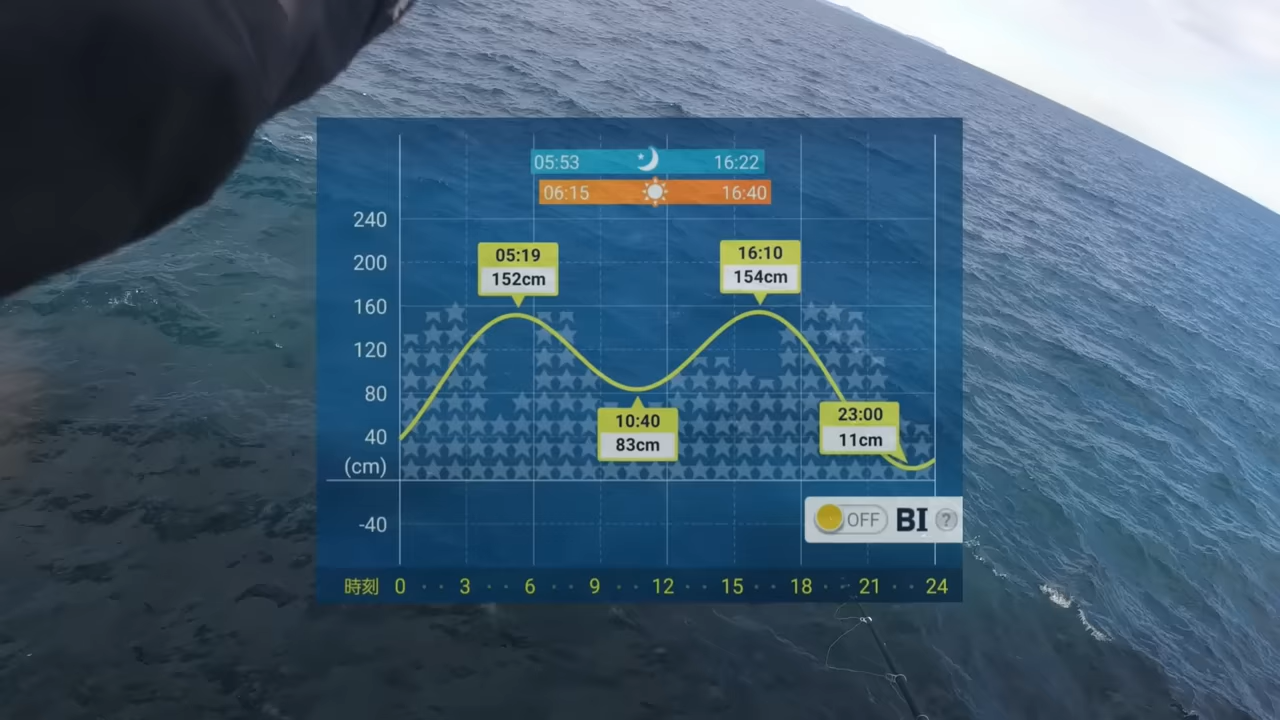 05:53 16:22
06:15 16:40
240
200
160
120
80
40
(cm)
-40
05:19
152cm
16:10
154cm
10:40
83cm
23:00
11cm
OFF BI ?
時刻 0 3 6 9 12 15 18 21 24